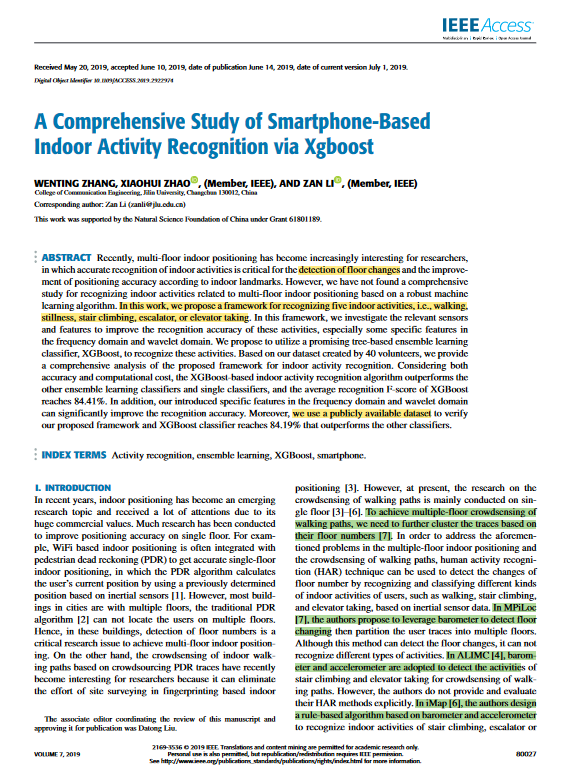 IEEE Access
Multidisciplinary | Rapid Review | Open Access Journal
Received May 20, 2019, accepted June 10, 2019, date of publication June 14, 2019, date of current version July 1, 2019.
Digital Object Identifier 10.1109/ACCESS.2019.2922974
A Comprehensive Study of Smartphone-Based
Indoor Activity Recognition via Xgboost
WENTING ZHANG, XIAOHUI ZHAO, (Member, IEEE), AND ZAN LI, (Member, IEEE)
College of Communication Engineering, Jilin University, Changchun 130012, China
Corresponding author: Zan Li (zanli@jlu.edu.cn)
This work was supported by the Natural Science Foundation of China under Grant 61801189.
ABSTRACT Recently, multi-floor indoor positioning has become increasingly interesting for researchers,
in which accurate recognition of indoor activities is critical for the detection of floor changes and the improve-
ment of positioning accuracy according to indoor landmarks. However, we have not found a comprehensive
study for recognizing indoor activities related to multi-floor indoor positioning based on a robust machine
learning algorithm. In this work, we propose a framework for recognizing five indoor activities, i.e., walking,
stillness, stair climbing, escalator, or elevator taking. In this framework, we investigate the relevant sensors
and features to improve the recognition accuracy of these activities, especially some specific features in
the frequency domain and wavelet domain. We propose to utilize a promising tree-based ensemble learning
classifier, XGBoost, to recognize these activities. Based on our dataset created by 40 volunteers, we provide
a comprehensive analysis of the proposed framework for indoor activity recognition. Considering both
accuracy and computational cost, the XGBoost-based indoor activity recognition algorithm outperforms the
other ensemble learning classifiers and single classifiers, and the average recognition F-score of XGBoost
reaches 84.41%. In addition, our introduced specific features in the frequency domain and wavelet domain
can significantly improve the recognition accuracy. Moreover, we use a publicly available dataset to verify
our proposed framework and XGBoost classifier reaches 84.19% that outperforms the other classifiers.
INDEX TERMS Activity recognition, ensemble learning, XGBoost, smartphone.
I. INTRODUCTION
In recent years, indoor positioning has become an emerging
research topic and received a lot of attentions due to its
huge commercial values. Much research has been conducted
to improve positioning accuracy on single floor. For exam-
ple, WiFi based indoor positioning is often integrated with
pedestrian dead reckoning (PDR) to get accurate single-floor
indoor positioning, in which the PDR algorithm calculates
the user's current position by using a previously determined
position based on inertial sensors [1]. However, most build-
ings in cities are with multiple floors, the traditional PDR
algorithm [2] can not locate the users on multiple floors.
Hence, in these buildings, detection of floor numbers is a
critical research issue to achieve multi-floor indoor position-
ing. On the other hand, the crowdsensing of indoor walk-
ing paths based on crowdsourcing PDR traces have recently
become interesting for researchers because it can eliminate
the effort of site surveying in fingerprinting based indoor
The associate editor coordinating the review of this manuscript and
approving it for publication was Datong Liu.
positioning [3]. However, at present, the research on the
crowdsensing of walking paths is mainly conducted on sin-
gle floor [3]–[6]. To achieve multiple-floor crowdsensing of
walking paths, we need to further cluster the traces based on
their floor numbers [7]. In order to address the aforemen-
tioned problems in the multiple-floor indoor positioning and
the crowdsensing of walking paths, human activity recogni-
tion (HAR) technique can be used to detect the changes of
floor number by recognizing and classifying different kinds
of indoor activities of users, such as walking, stair climbing,
and elevator taking, based on inertial sensor data. In MPiLoc
[7], the authors propose to leverage barometer to detect floor
changing then partition the user traces into multiple floors.
Although this method can detect the floor changes, it can not
recognize different types of activities. In ALIMC [4], barom-
eter and accelerometer are adopted to detect the activities of
stair climbing and elevator taking for crowdsensing of walk-
ing paths. However, the authors do not provide and evaluate
their HAR methods explicitly. In iMap [6], the authors design
a rule-based algorithm based on barometer and accelerometer
to recognize indoor activities of stair climbing, escalator or
VOLUME 7, 2019
2169-3536 © 2019 IEEE. Translations and content mining are permitted for academic research only.
Personal use is also permitted, but republication/redistribution requires IEEE permission.
See http://www.ieee.org/publications_standards/publications/rights/index.html for more information.
80027